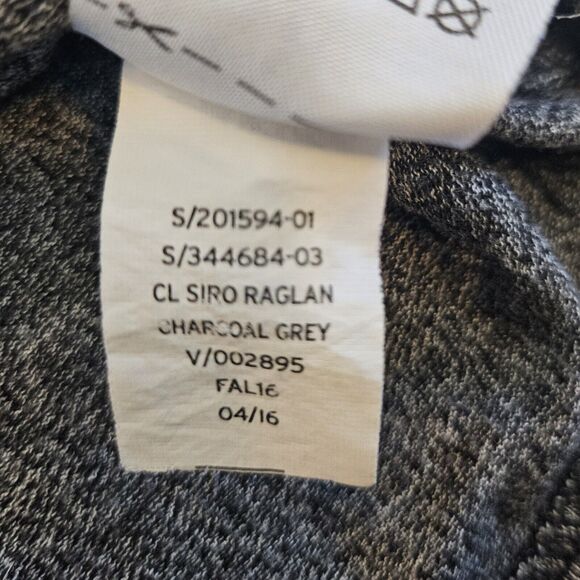 S/201594-01
S/344684-03
CL SIRO RAGLAN
CHARCOAL GREY
V/002895
FAL16
04/16